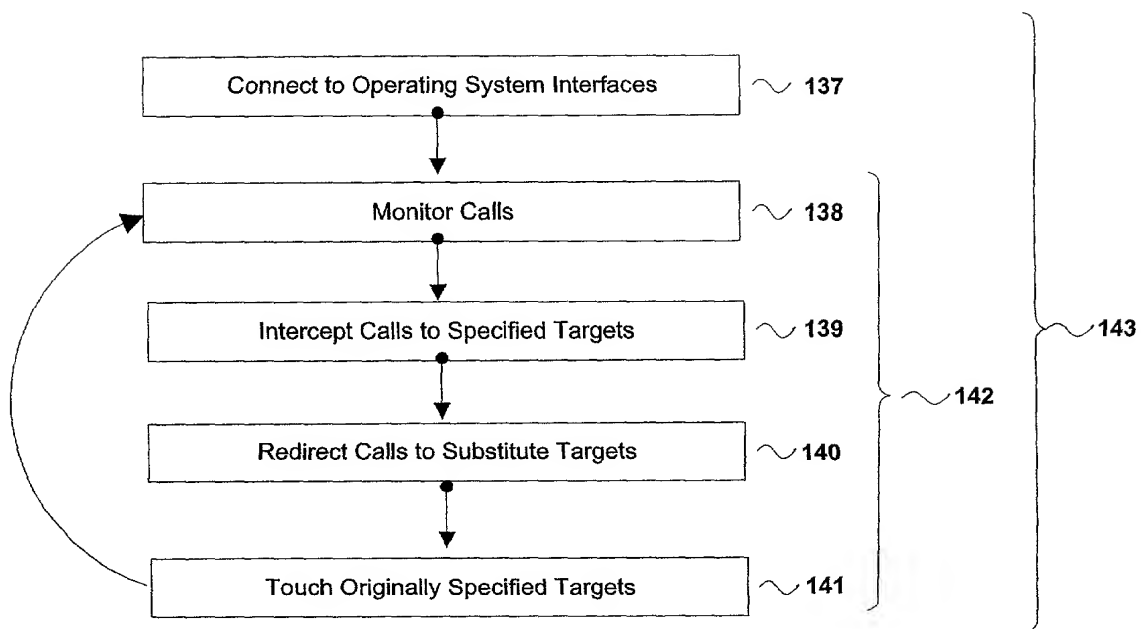 Connect to Operating System Interfaces 137
Monitor Calls 138
Intercept Calls to Specified Targets 139
143
142
Redirect Calls to Substitute Targets 140
Touch Originally Specified Targets 141